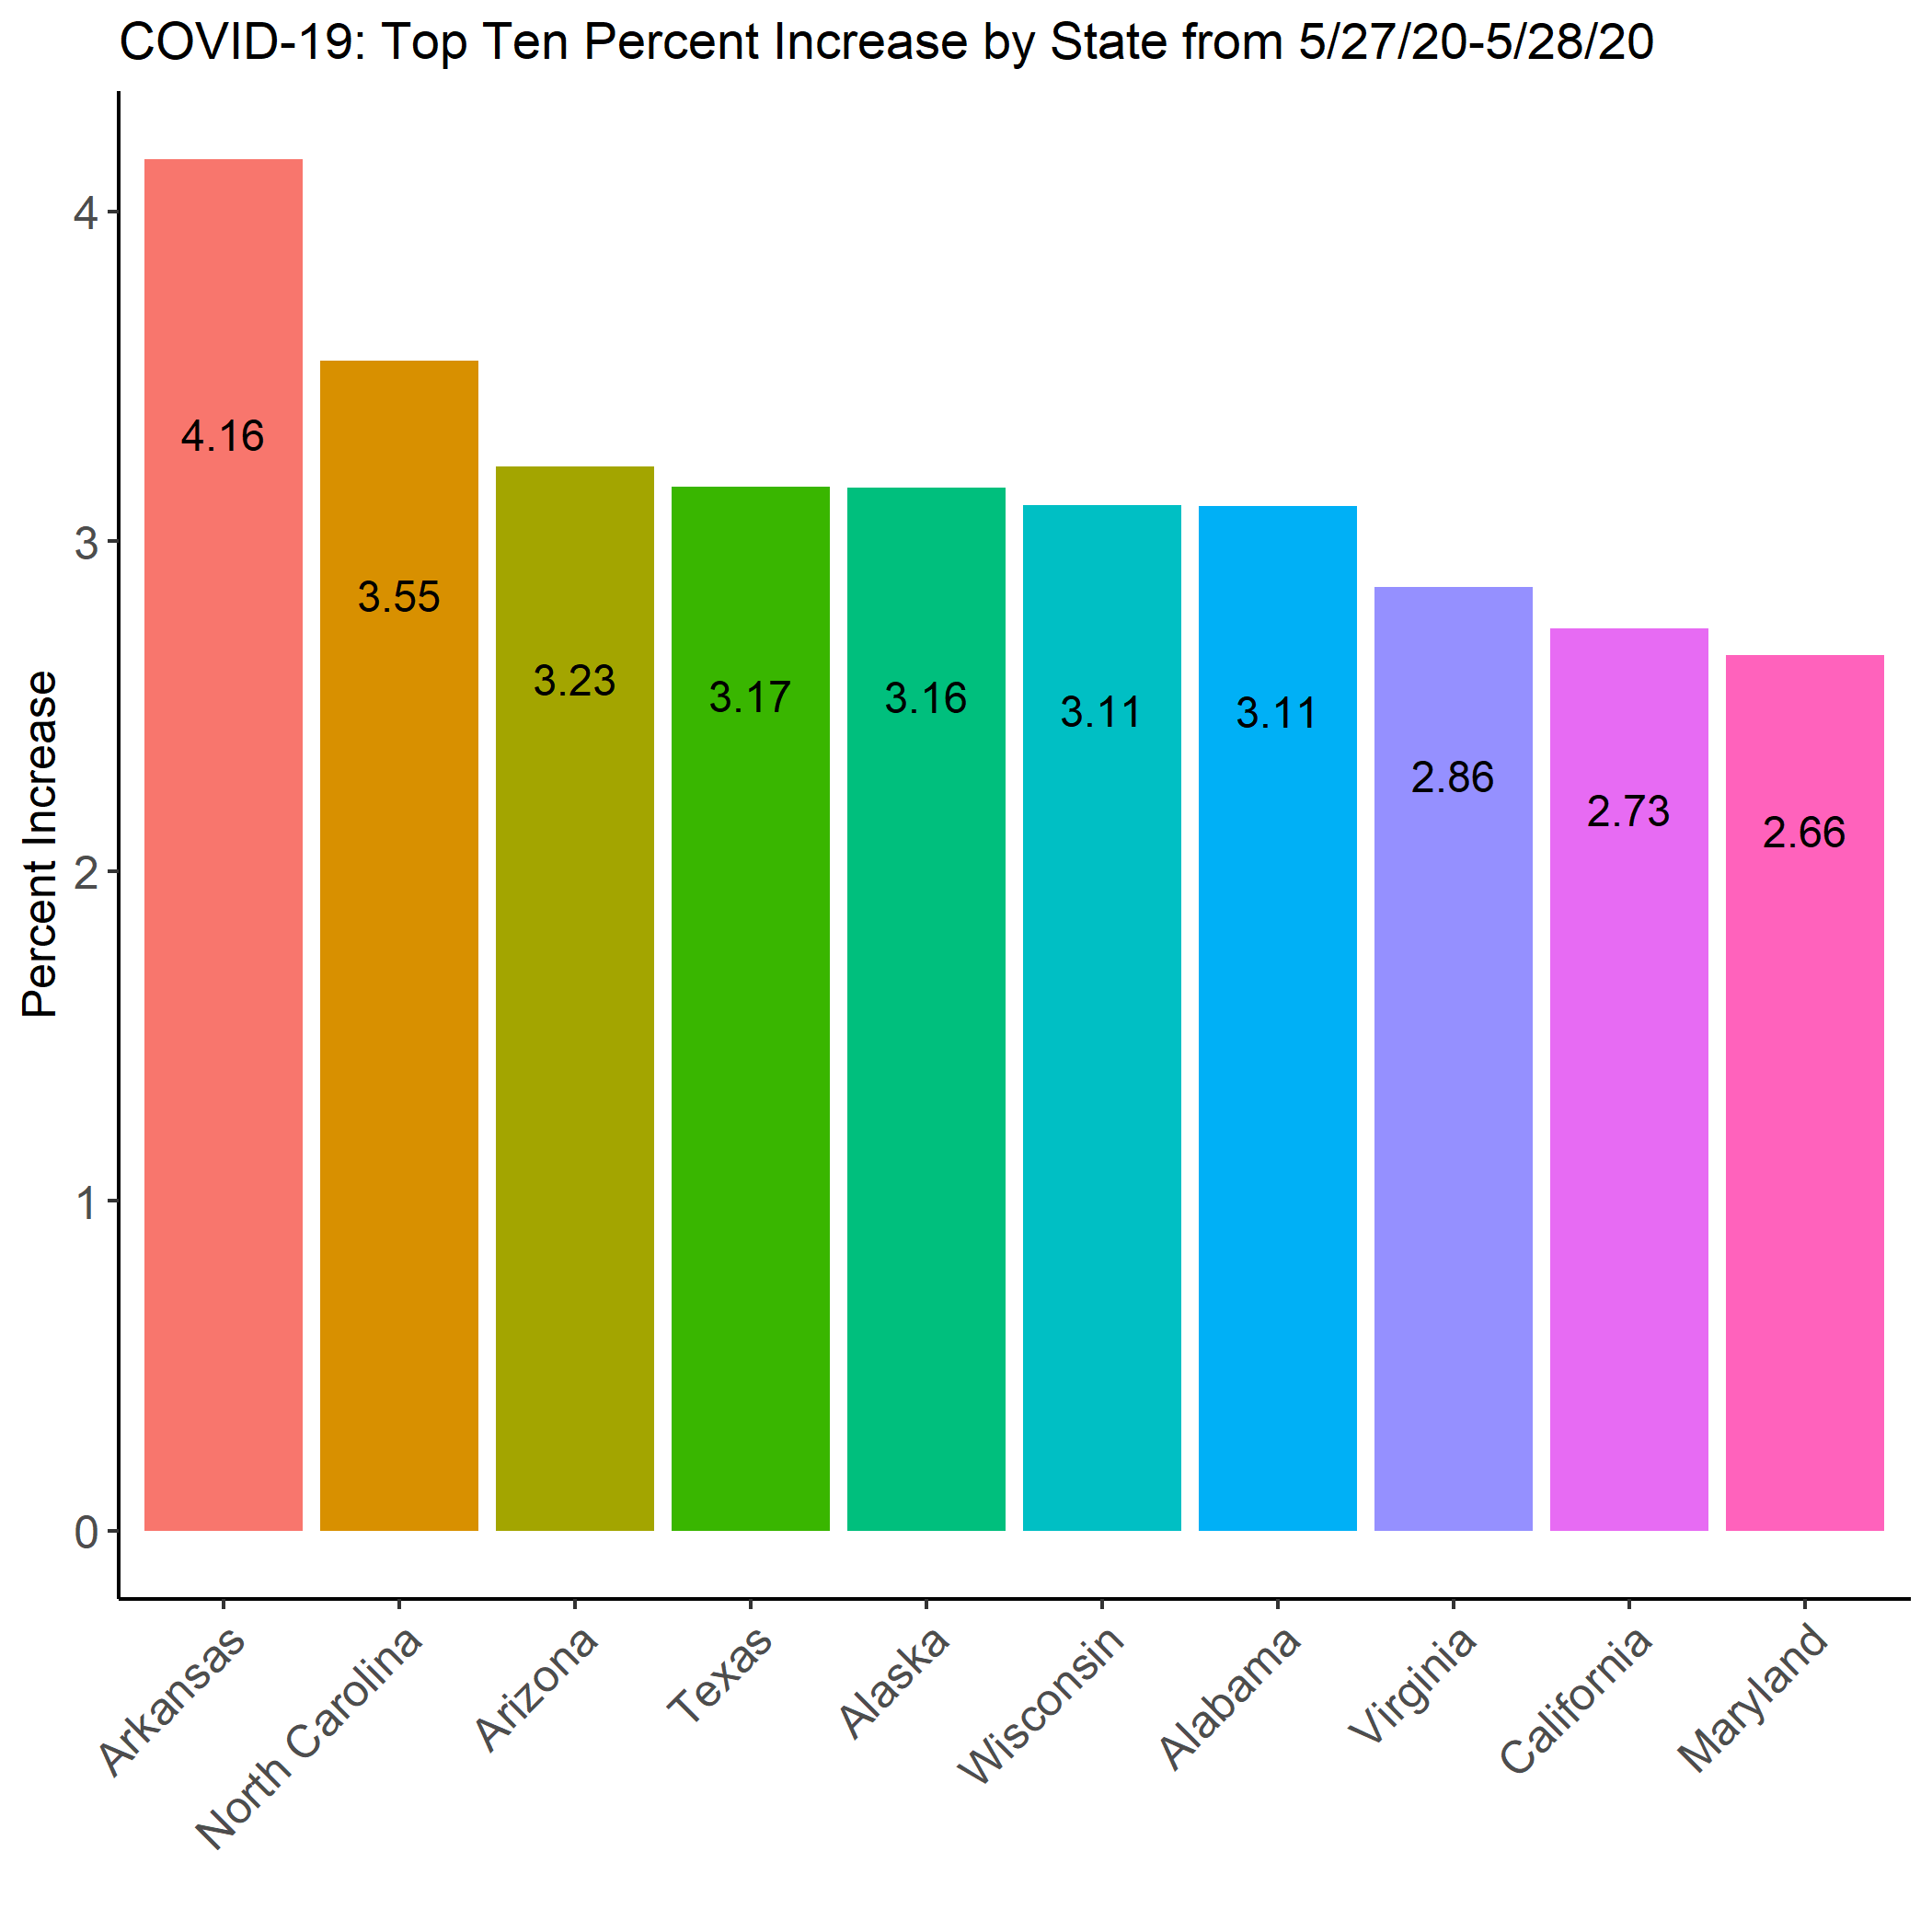 COVID-19: Top Ten Percent Increase by State from 5/27/20-5/28/20
Percent Increase
4
3
2
1
0
4.16
3.55
3.23
3.17
3.16
3.11
3.11
2.86
2.73
2.66
Arkansas
North Carolina
Arizona
Texas
Alaska
Wisconsin
Alabama
Virginia
California
Maryland